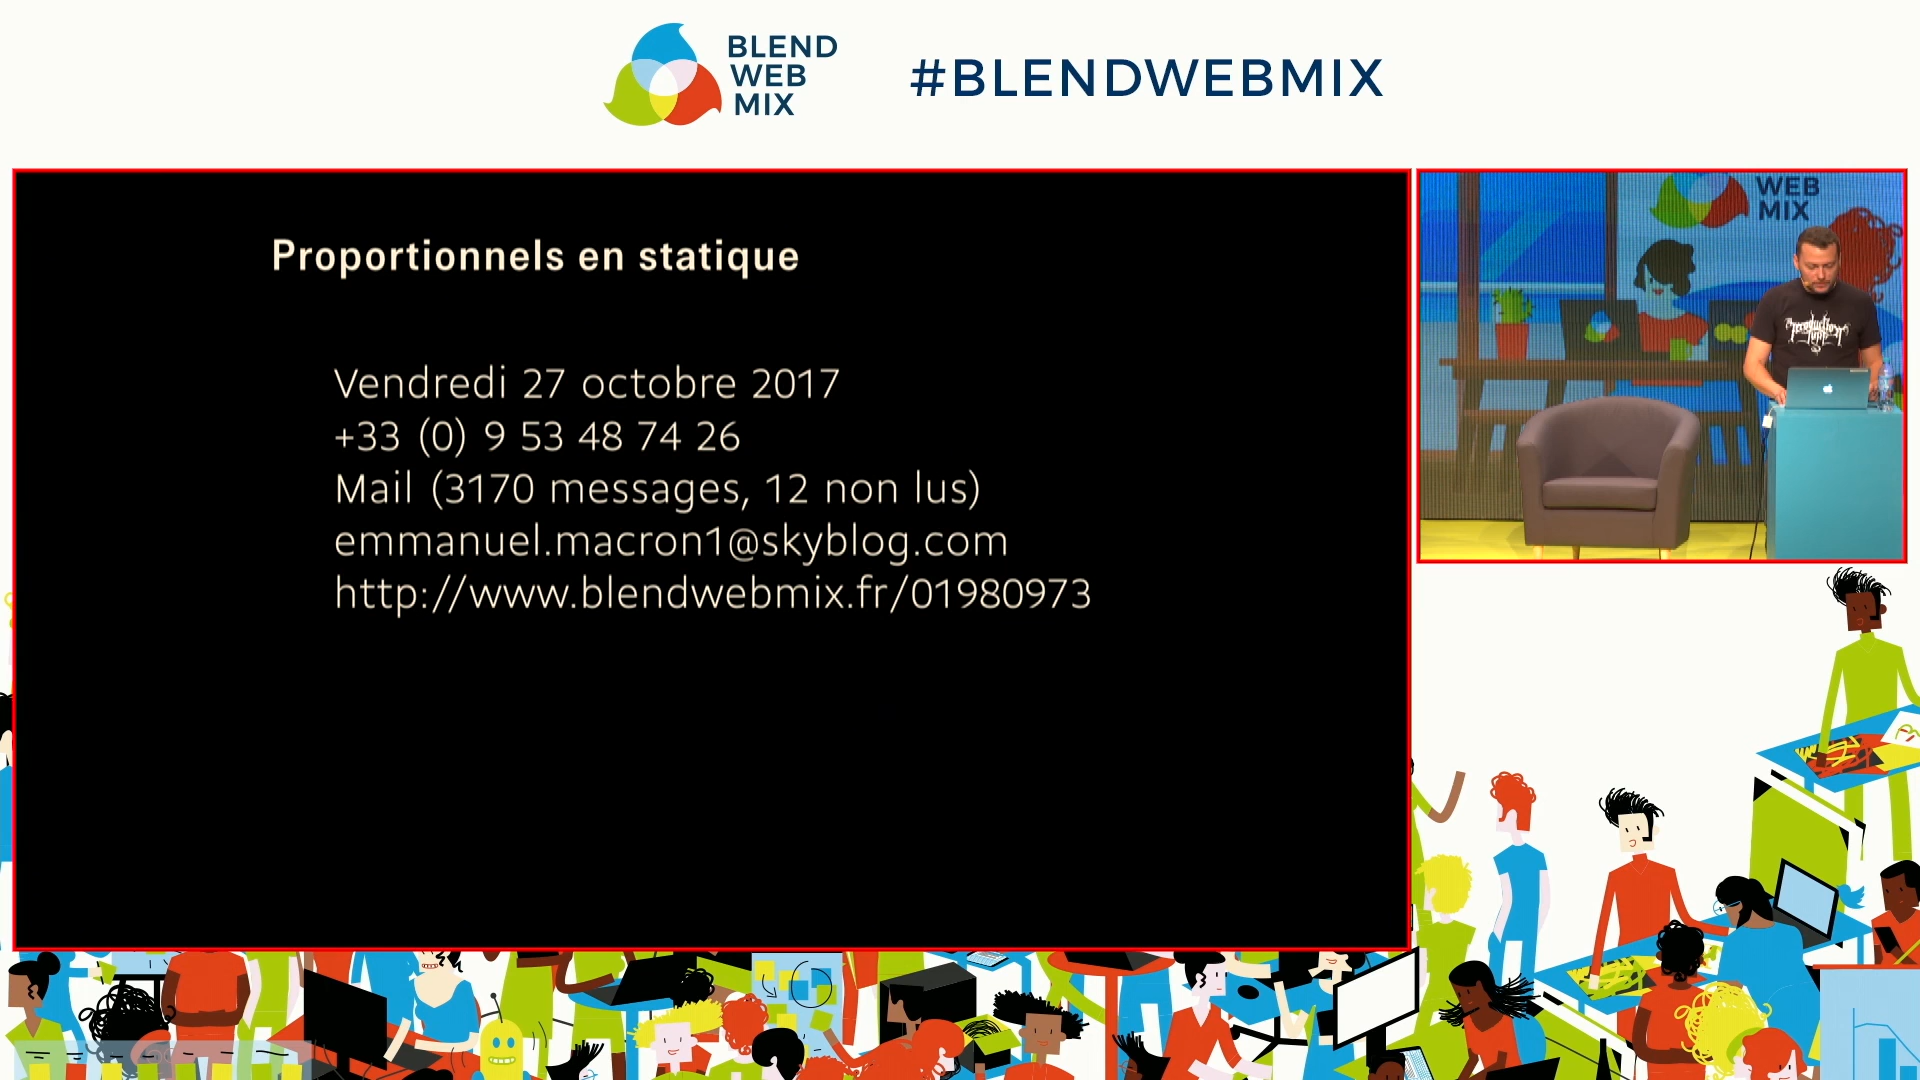 BLEND
WEB
MIX
#BLENDWEBMIX
Proportionnels en statique
Vendredi 27 octobre 2017
+33 (0) 9 53 48 74 26
Mail (3170 messages, 12 non lus)
emmanuel.macron1@skyblog.com
http://www.blendwebmix.fr/01980973
WEB
MIX